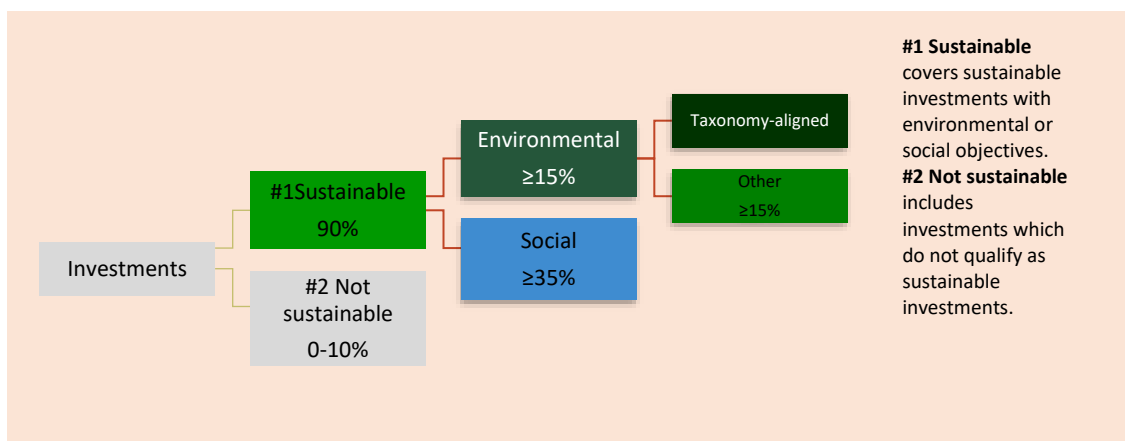 Investments
#1Sustainable
90%
#2 Not
sustainable
0-10%
Environmental
≥15%
Social
≥35%
Taxonomy-aligned
Other
≥15%
#1 Sustainable
covers sustainable
investments with
environmental or
social objectives.
#2 Not sustainable
includes
investments which
do not qualify as
sustainable
investments.